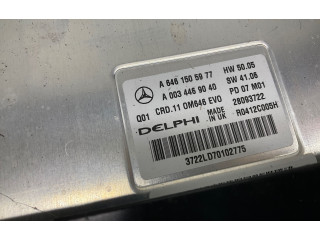 A 646 150 59 77 HW 50.05
A 003 446 90 40 SW 41.06
Q01 CRD.11 OM646 EVO PD 07 M01
DELPHI MADE IN UK 28093722
R0412C005H
3722LD70102775